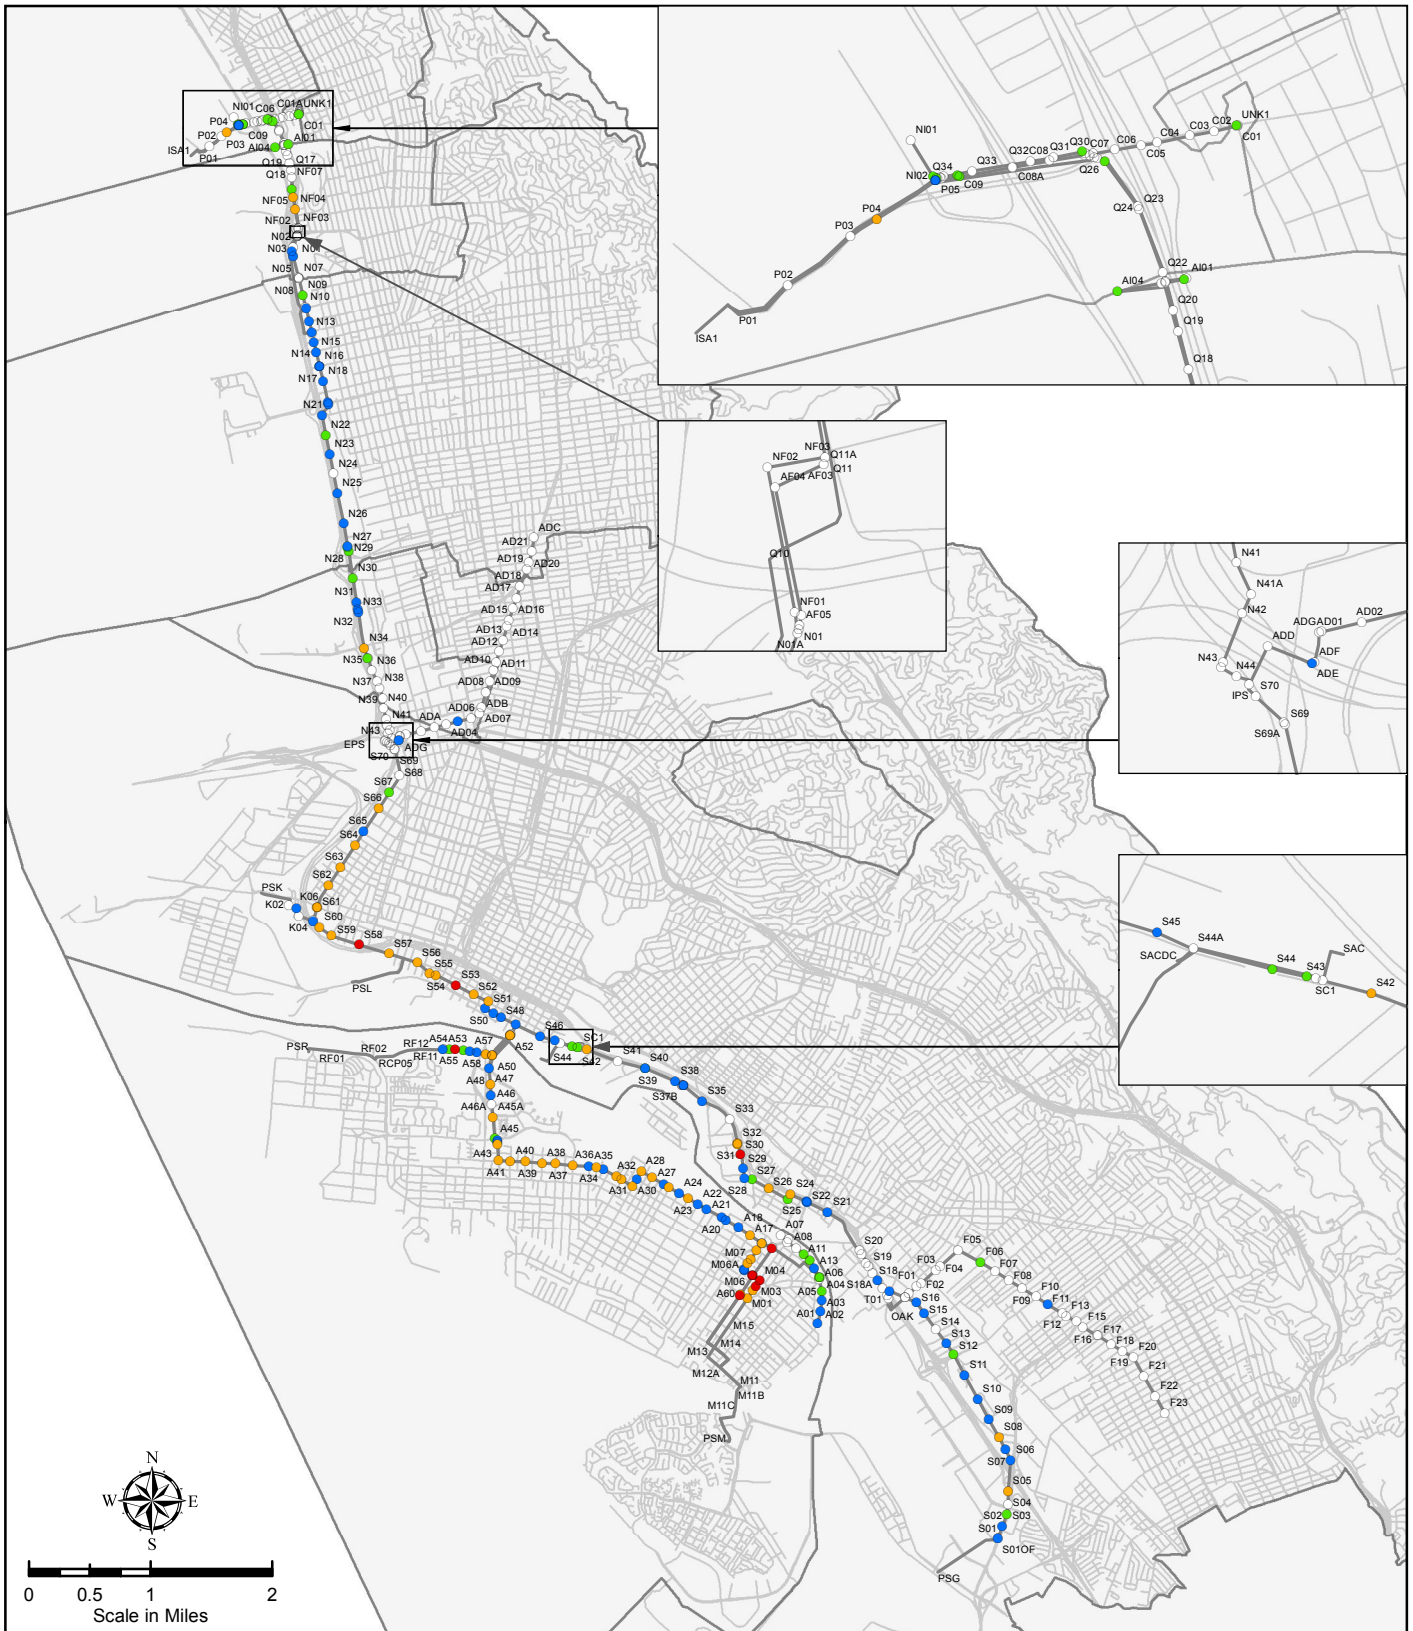 NI01
C06
C01A
UNK1
P04
P02
P03
C09
C01
ISA1
P01
AI04
AI01
Q19
Q17
Q18
NF07
NF05
NF04
NF02
NF03
N02
N03
N05
N07
N08
N09
N10
N13
N15
N14
N16
N17
N18
N21
N22
N23
N24
N25
N26
N27
N28
N29
N30
N31
N33
N32
N34
N35
N36
N37
N38
N39
N40
N41
N43
EPS
S70
ADG
S69
S68
ADA
AD06
AD04
AD07
ADB
AD08
AD09
AD10
AD11
AD12
AD13
AD14
AD15
AD16
AD17
AD18
AD19
AD20
AD21
ADC
S67
S66
S65
S64
S63
S62
PSK
K02
K06
S61
K04
S60
S59
S58
S57
S56
S55
PSL
S54
S53
S52
S51
S50
S48
S46
SC1
A52
S44
S42
S41
S40
S39
S38
S37B
S35
S33
S32
S30
S31
S29
S28
S27
S26
S24
S25
S22
S21
S20
S19
S18
S18A
T01
OAK
F01
F02
F03
F04
F05
F06
F07
F08
F09
F10
F11
F12
F13
F15
F16
F17
F18
F19
F20
F21
F22
F23
S16
S15
S14
S13
S12
S11
S10
S09
S08
S06
S07
S05
S04
S02
S03
S01
S01OF
PSG
PSR
RF01
RF02
RCP05
RF12
RF11
A54
A53
A55
A57
A58
A50
A48
A47
A46
A46A
A45A
A45
A43
A41
A40
A39
A38
A37
A36
A35
A34
A32
A31
A30
A28
A27
A24
A23
A22
A21
A20
A18
A17
A07
A08
A11
A13
A06
A04
A05
A03
A01
A02
M07
M06A
M06
M04
M03
A60
M01
M15
M14
M13
M12A
M11
M11B
M11C
PSM
NI01
NI02
Q34
P05
C09
Q33
C08A
Q32
C08
Q31
Q30
C07
Q26
C06
C05
C04
C03
C02
UNK1
C01
Q24
Q23
P04
P03
P02
P01
ISA1
Q22
AI04
AI01
Q20
Q19
Q18
NF03
NF02
Q11A
Q11
AF04
AF03
Q10
NF01
AF05
N01
N01A
N41
N41A
N42
ADGAD01
AD02
ADD
ADF
ADE
N43
N44
S70
IPS
S69
S69A
S45
S44A
SACDC
SAC
S44
S43
SC1
S42
N
W
E
S
0
0.5
1
2
Scale in Miles